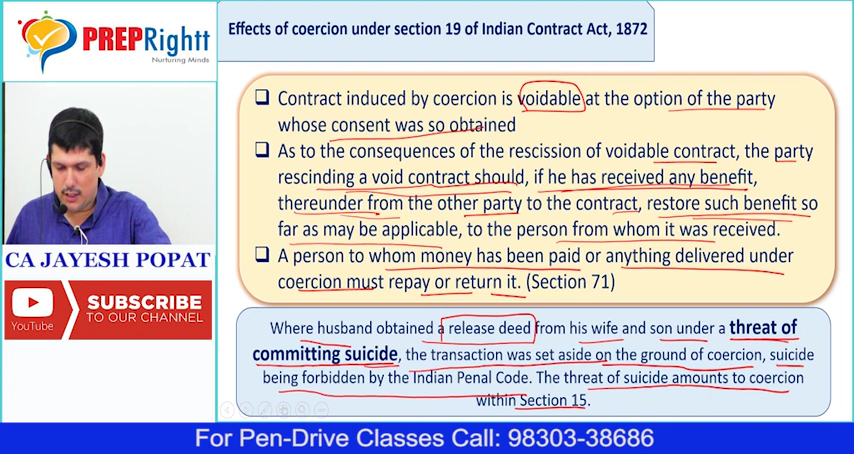 PREPRightt
Nurturing Minds
Effects of coercion under section 19 of Indian Contract Act, 1872
Contract induced by coercion is voidable at the option of the party
whose consent was so obtained
As to the consequences of the rescission of voidable contract, the party
rescinding a void contract should, if he has received any benefit,
thereunder from the other party to the contract, restore such benefit so
far as may be applicable, to the person from whom it was received.
A person to whom money has been paid or anything delivered under
coercion must repay or return it. (Section 71)
CA JAYESH POPAT
YouTube
SUBSCRIBE
TO OUR CHANNEL
Where husband obtained a release deed from his wife and son under a threat of
committing suicide, the transaction was set aside on the ground of coercion, suicide
being forbidden by the Indian Penal Code. The threat of suicide amounts to coercion
within Section 15.
For Pen-Drive Classes Call: 98303-38686